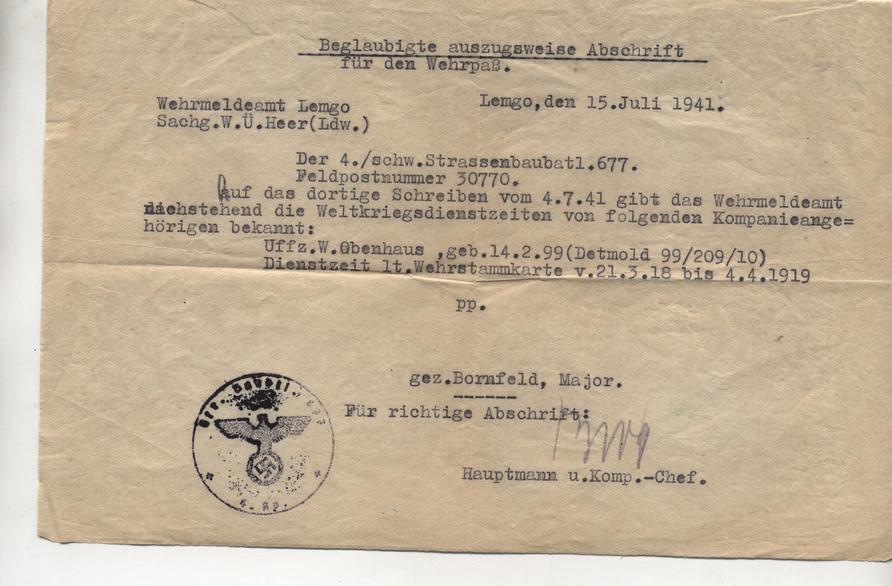 Beglaubigte auszugsweise Abschrift
für den Wehrpaß.
Wehrmeldeamt Lemgo
Lemgo,den 15.Juli 1941.
Sachg.W.Ü.Heer(Ldw.)
Der 4./schw.Strassenbaubatl.677.
Feldpostnummer 30770.
Auf das dortige Schreiben vom 4.7.41 gibt das Wehrmeldeamt
nachstehend die Weltkriegsdienstzeiten von folgenden Kompanieange=
hörigen bekannt:
Uffz.W.Obenhaus ,geb.14.2.99(Detmold 99/209/10)
Dienstzeit lt.Wehrstammkarte v.21.3.18 bis 4.4.1919
pp.
gez.Bornfeld, Major.
Für richtige Abschrift:
Hauptmann u.Komp.-Chef.
4. Kp.